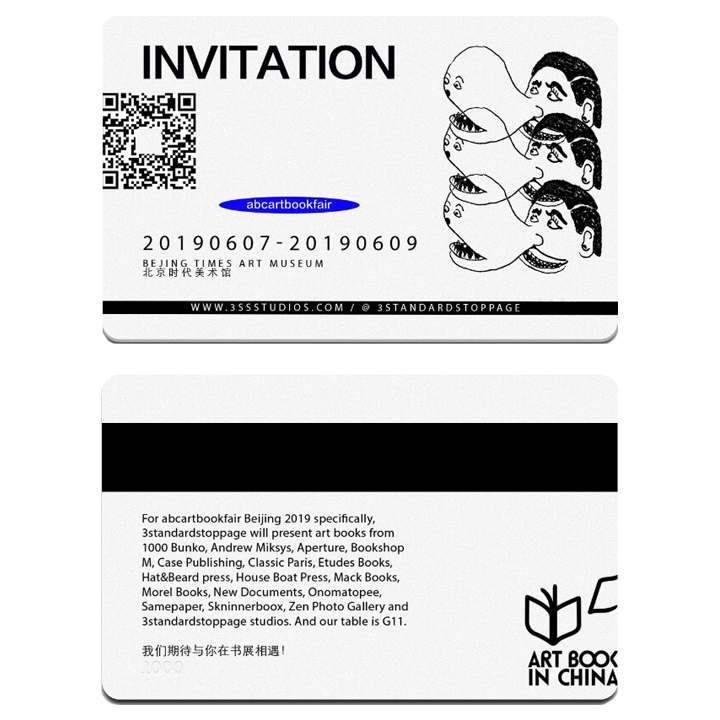 INVITATION
abcartbookfair
20190607-20190609
BEJING TIMES ART MUSEUM
北京时代美术馆
WWW.3SSSTUDIOS.COM / @ 3STANDARDSTOPPAGE
For abcartbookfair Beijing 2019 specifically,
3standardstoppage will present art books from
1000 Bunko, Andrew Miksys, Aperture, Bookshop
M, Case Publishing, Classic Paris, Etudes Books,
Hat&Beard press, House Boat Press, Mack Books,
Morel Books, New Documents, Onomatopee,
Samepaper, Skninnerboox, Zen Photo Gallery and
3standardstoppage studios. And our table is G11.
我们期待与你在书展相遇!
2000
ART BOOK
IN CHINA